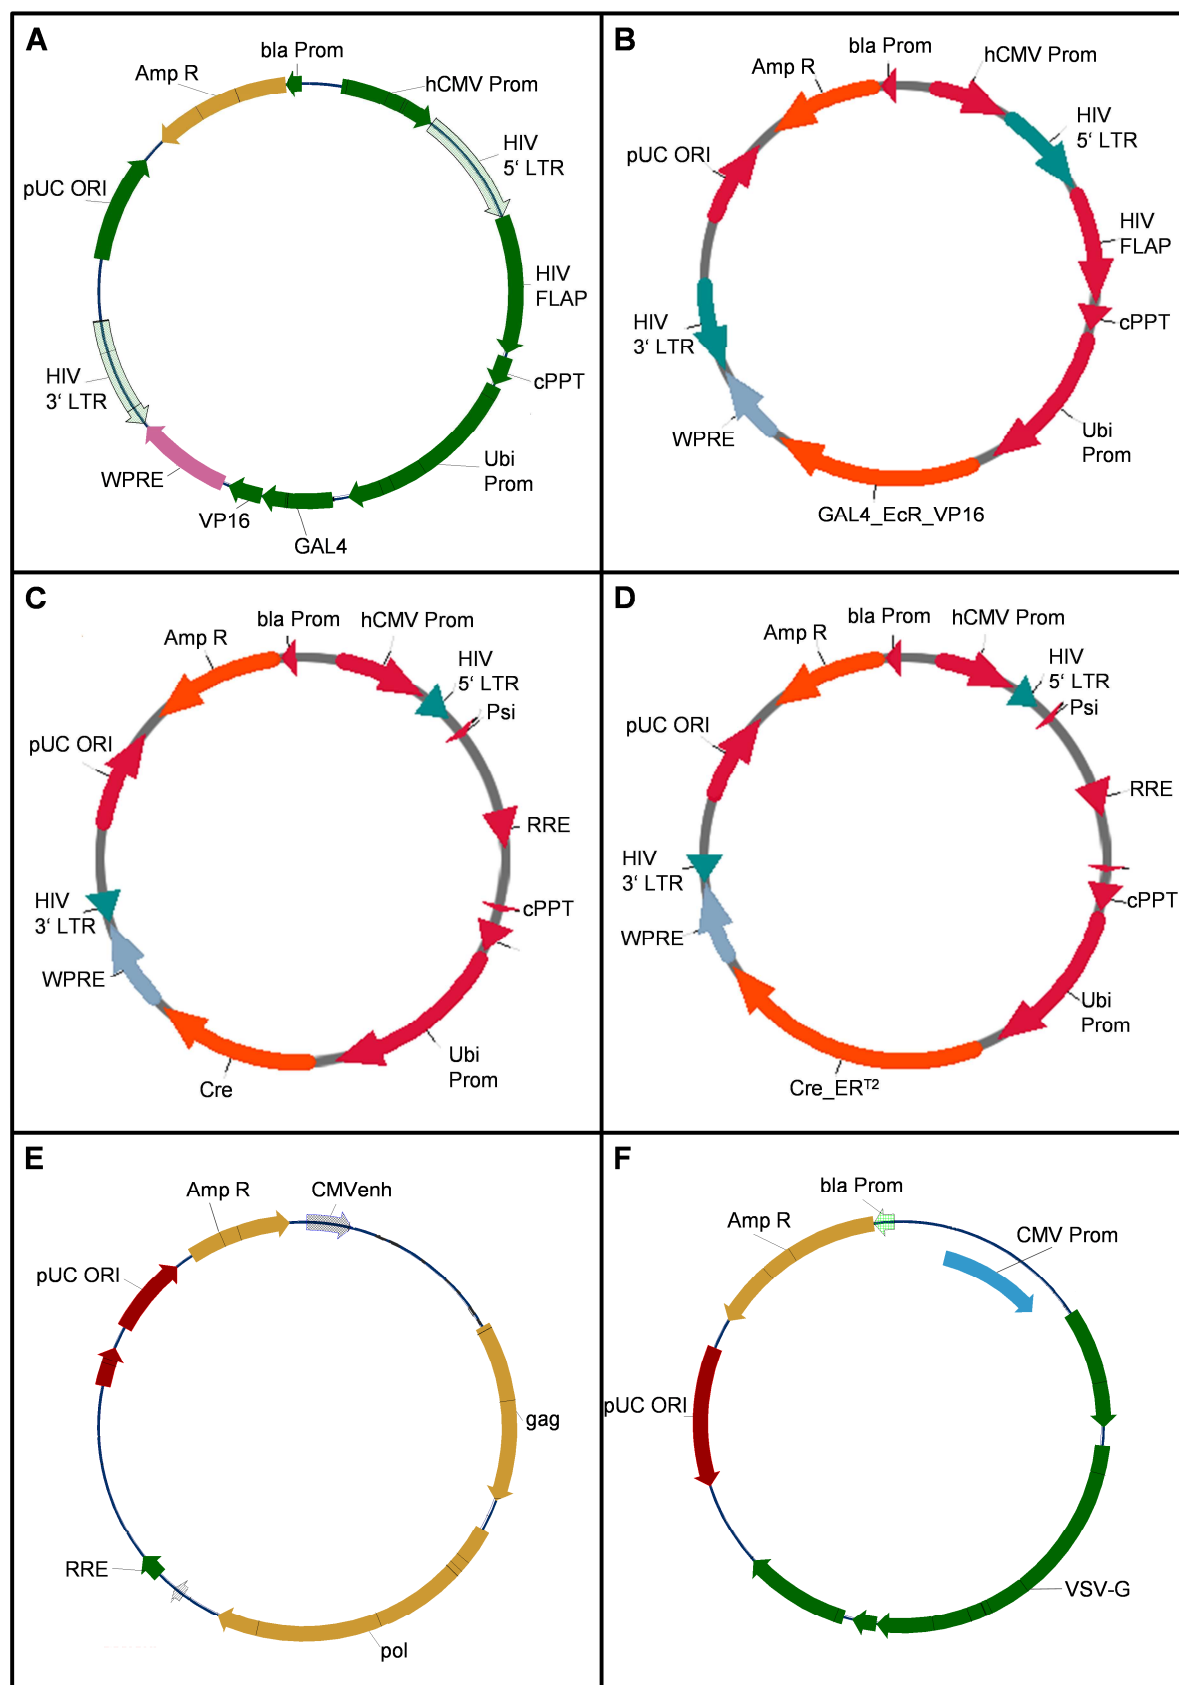 A
bla Prom
Amp R
hCMV Prom
HIV
5‘ LTR
pUC ORI
HIV
FLAP
cPPT
HIV
3‘ LTR
Ubi
Prom
WPRE
VP16
GAL4
B
bla Prom
hCMV Prom
Amp R
HIV
5‘ LTR
pUC ORI
HIV
FLAP
cPPT
HIV
3‘ LTR
Ubi
Prom
WPRE
GAL4_EcR_VP16
C
bla Prom
hCMV Prom
Amp R
HIV
5‘ LTR
Psi
pUC ORI
RRE
HIV
3‘ LTR
cPPT
WPRE
Ubi
Prom
Cre
D
bla Prom
hCMV Prom
Amp R
HIV
5‘ LTR
Psi
pUC ORI
RRE
HIV
3‘ LTR
cPPT
WPRE
Ubi
Prom
Cre_ERT2
E
Amp R
CMVenh
pUC ORI
gag
RRE
pol
F
bla Prom
Amp R
CMV Prom
pUC ORI
VSV-G